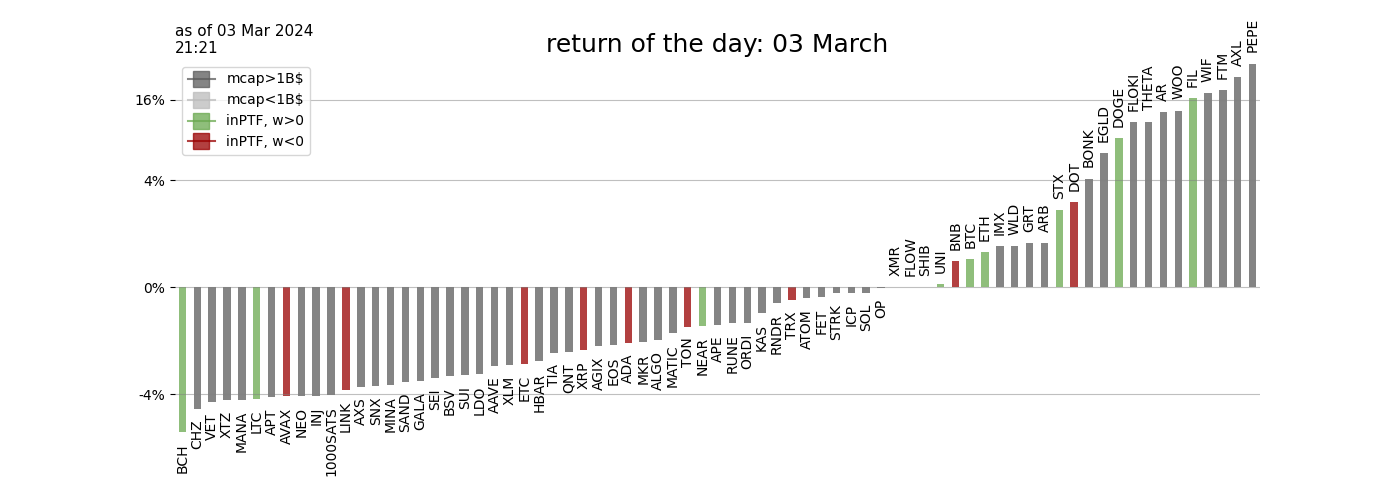 as of 03 Mar 2024
21:21
return of the day: 03 March
mcap>1B$
mcap<1B$
inPTF, w>0
inPTF, w<0
16%
4%
0%
-4%
BCH
CHZ
VET
XTZ
MANA
LTC
APT
AVAX
NEO
INJ
1000SATS
LINK
AXS
SNX
MINA
SAND
GALA
SEI
BSV
SUI
LDO
AAVE
XLM
ETC
HBAR
TIA
QNT
XRP
AGIX
EOS
ADA
MKR
ALGO
MATIC
TON
NEAR
APE
RUNE
ORDI
KAS
RNDR
TRX
ATOM
FET
STRK
ICP
SOL
OP
XMR
FLOW
SHIB
UNI
BNB
BTC
ETH
IMX
WLD
GRT
ARB
STX
DOT
BONK
EGLD
DOGE
FLOKI
THETA
AR
WOO
FIL
WIF
FTM
AXL
PEPE